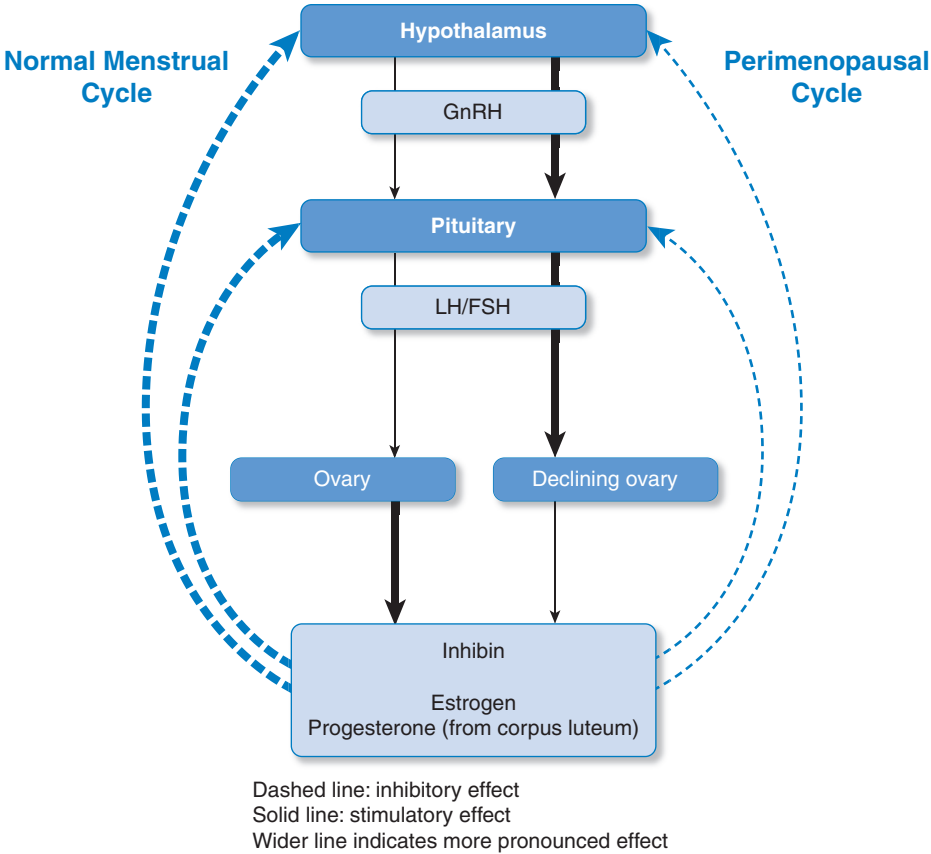 Hypothalamus
Normal Menstrual
Cycle
Perimenopausal
Cycle
GnRH
Pituitary
LH/FSH
Ovary
Declining ovary
Inhibin
Estrogen
Progesterone (from corpus luteum)
Dashed line: inhibitory effect
Solid line: stimulatory effect
Wider line indicates more pronounced effect